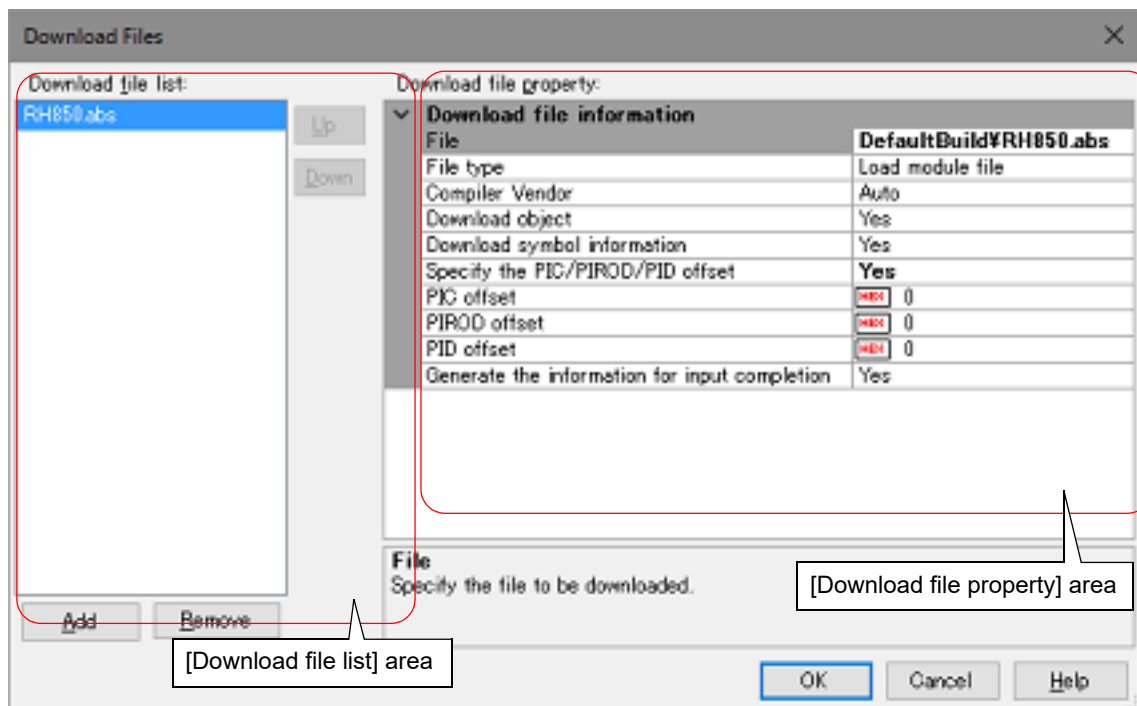 Download Files
Download file list:
RH850.abs
Up
Down
Add
Remove
Download file property:
Download file information
File DefaultBuild¥RH850.abs
File type Load module file
Compiler Vendor Auto
Download object Yes
Download symbol information Yes
Specify the PIC/PIROD/PID offset Yes
PIC offset HEX 0
PIROD offset HEX 0
PID offset HEX 0
Generate the information for input completion Yes
File
Specify the file to be downloaded.
[Download file property] area
[Download file list] area
OK Cancel Help